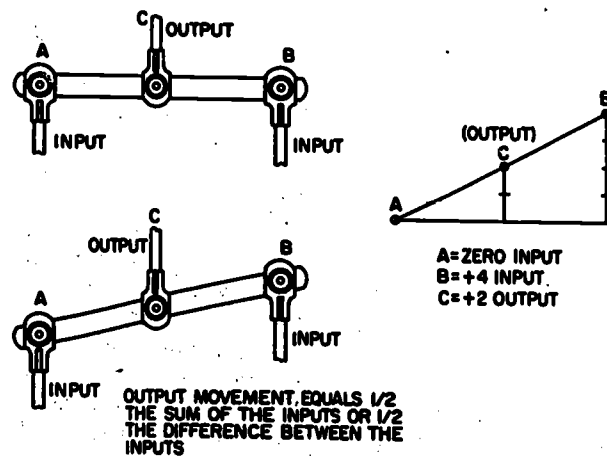 C
OUTPUT
A
B
INPUT
INPUT
(OUTPUT)
C
B
A
A=ZERO INPUT
B=+4 INPUT
C=+2 OUTPUT
C
OUTPUT
B
A
INPUT
INPUT
OUTPUT MOVEMENT EQUALS 1/2
THE SUM OF THE INPUTS OR 1/2
THE DIFFERENCE BETWEEN THE
INPUTS